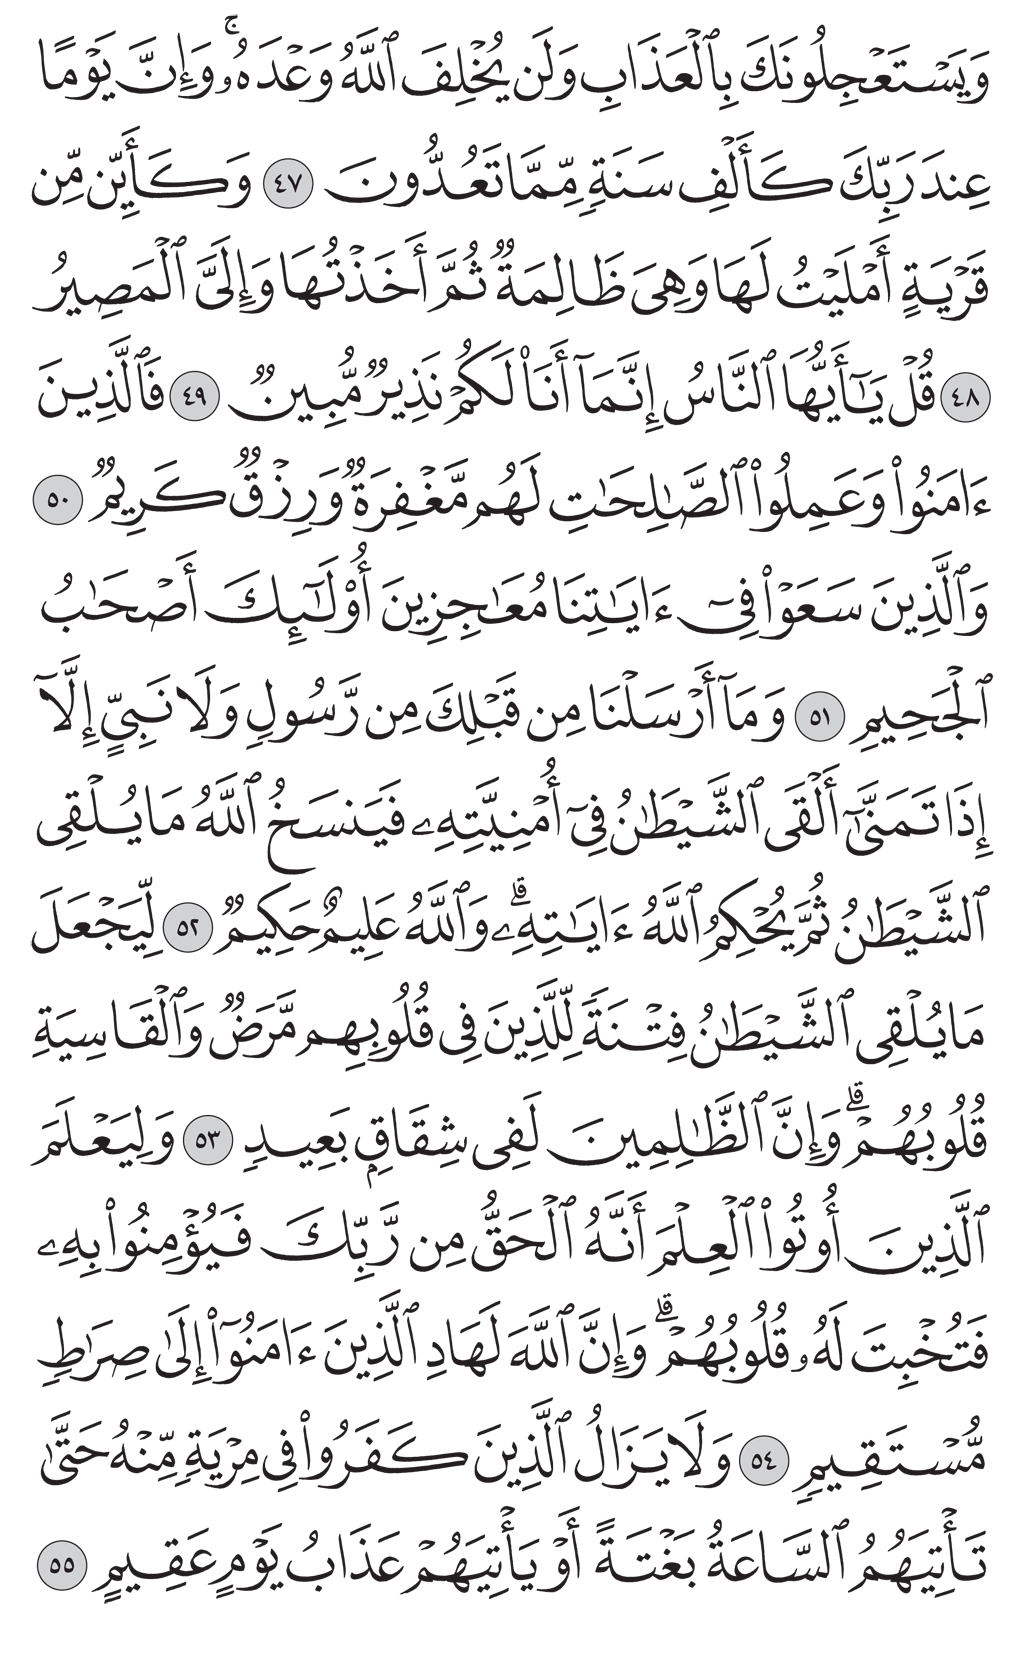 وَيَسۡتَعۡجِلُونَكَ بِٱلۡعَذَابِ وَلَن يُخۡلِفَ ٱللَّهُ وَعۡدَهُۥۚ وَإِنَّ يَوۡمًا
عِندَ رَبِّكَ كَأَلۡفِ سَنَةٖ مِّمَّا تَعُدُّونَ ٤٧ وَكَأَيِّن مِّن
قَرۡيَةٍ أَمۡلَيۡتُ لَهَا وَهِيَ ظَالِمَةٞ ثُمَّ أَخَذۡتُهَا وَإِلَيَّ ٱلۡمَصِيرُ
٤٨ قُلۡ يَٰٓأَيُّهَا ٱلنَّاسُ إِنَّمَآ أَنَا۠ لَكُمۡ نَذِيرٞ مُّبِينٞ ٤٩ فَٱلَّذِينَ
ءَامَنُواْ وَعَمِلُواْ ٱلصَّٰلِحَٰتِ لَهُم مَّغۡفِرَةٞ وَرِزۡقٞ كَرِيمٞ ٥٠
وَٱلَّذِينَ سَعَوۡاْ فِيٓ ءَايَٰتِنَا مُعَٰجِزِينَ أُوْلَٰٓئِكَ أَصۡحَٰبُ
ٱلۡجَحِيمِ ٥١ وَمَآ أَرۡسَلۡنَا مِن قَبۡلِكَ مِن رَّسُولٖ وَلَا نَبِيٍّ إِلَّآ
إِذَا تَمَنَّىٰٓ أَلۡقَى ٱلشَّيۡطَٰنُ فِيٓ أُمۡنِيَّتِهِۦ فَيَنسَخُ ٱللَّهُ مَا يُلۡقِي
ٱلشَّيۡطَٰنُ ثُمَّ يُحۡكِمُ ٱللَّهُ ءَايَٰتِهِۦۗ وَٱللَّهُ عَلِيمٌ حَكِيمٞ ٥٢ لِّيَجۡعَلَ
مَا يُلۡقِي ٱلشَّيۡطَٰنُ فِتۡنَةٗ لِّلَّذِينَ فِي قُلُوبِهِم مَّرَضٞ وَٱلۡقَاسِيَةِ
قُلُوبُهُمۡۗ وَإِنَّ ٱلظَّٰلِمِينَ لَفِي شِقَاقِۭ بَعِيدٖ ٥٣ وَلِيَعۡلَمَ
ٱلَّذِينَ أُوتُواْ ٱلۡعِلۡمَ أَنَّهُ ٱلۡحَقُّ مِن رَّبِّكَ فَيُؤۡمِنُواْ بِهِۦ
فَتُخۡبِتَ لَهُۥ قُلُوبُهُمۡۗ وَإِنَّ ٱللَّهَ لَهَادِ ٱلَّذِينَ ءَامَنُوٓاْ إِلَىٰ صِرَٰطٖ
مُّسۡتَقِيمٖ ٥٤ وَلَا يَزَالُ ٱلَّذِينَ كَفَرُواْ فِي مِرۡيَةٖ مِّنۡهُ حَتَّىٰ
تَأۡتِيَهُمُ ٱلسَّاعَةُ بَغۡتَةً أَوۡ يَأۡتِيَهُمۡ عَذَابُ يَوۡمٍ عَقِيمٍ ٥٥